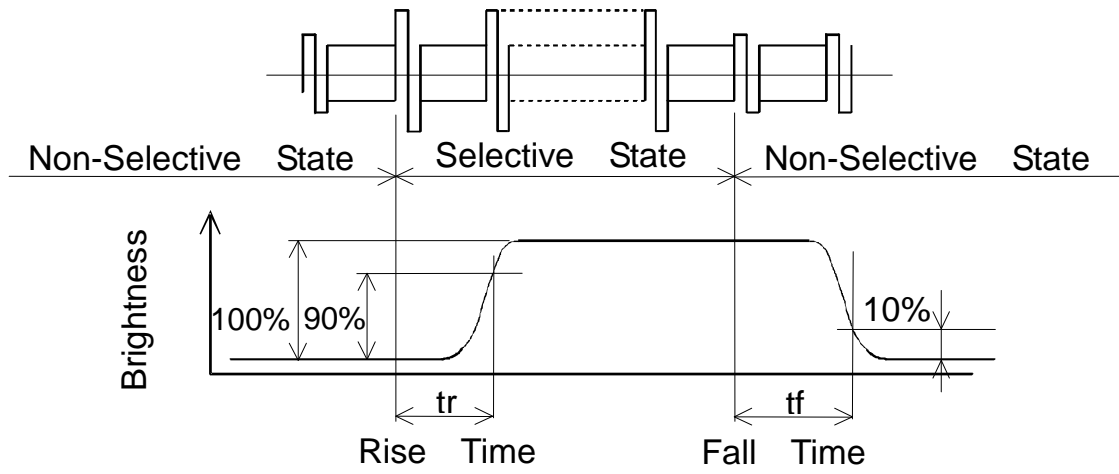 Non-Selective State Selective State Non-Selective State
Brightness
100% 90% 10%
tr tf
Rise Time Fall Time